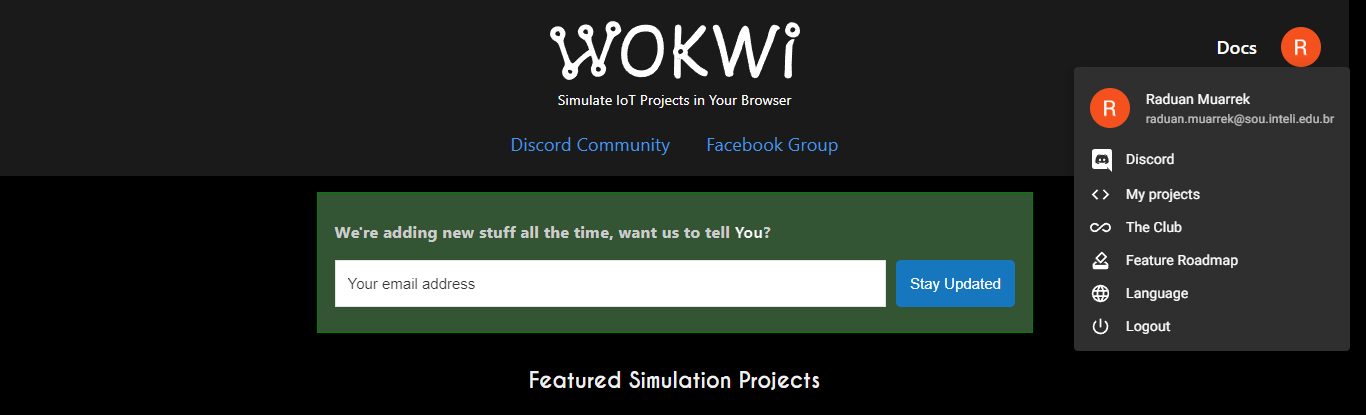 WOKWi
Simulate IoT Projects in Your Browser
Discord Community Facebook Group
Docs R
R Raduan Muarrek
raduan.muarrek@sou.inteli.edu.br
Discord
My projects
The Club
Feature Roadmap
Language
Logout
We're adding new stuff all the time, want us to tell You?
Your email address Stay Updated
Featured Simulation Projects